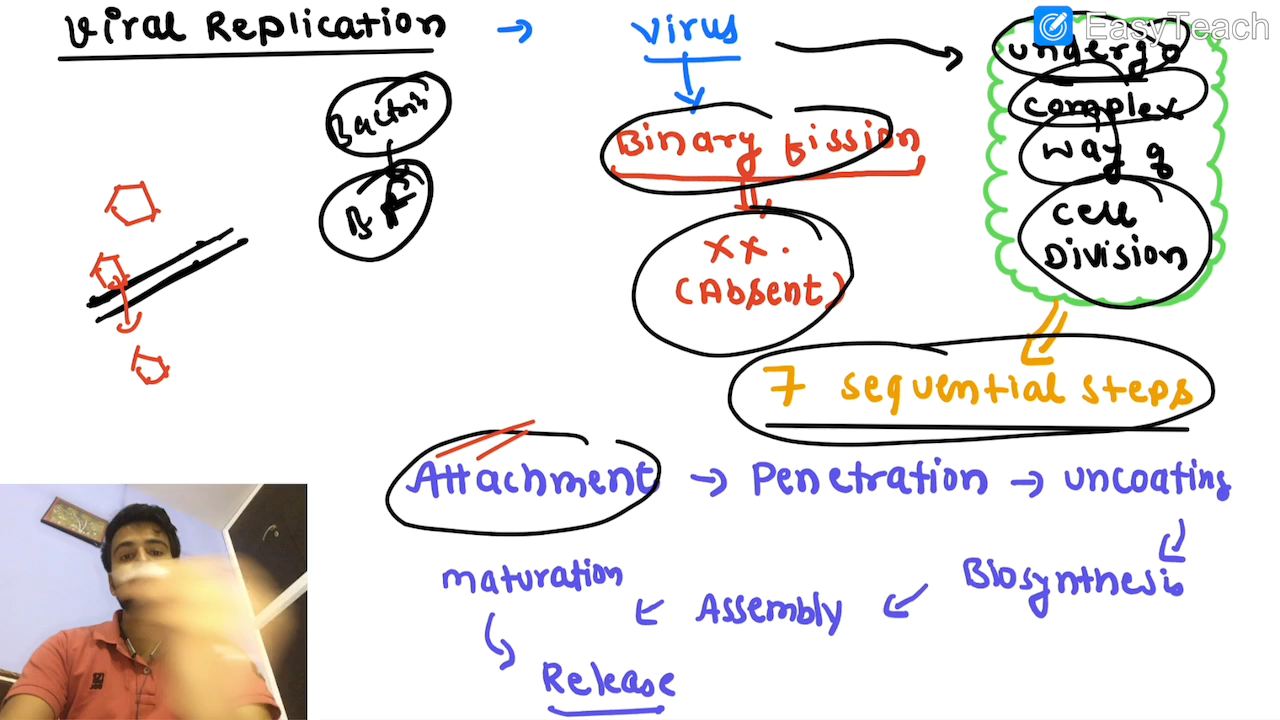 Viral Replication → virus
EasyTeach
undergo
complex
way of
cell
Division
Bacteria
B
Binary fission
xx.
(Absent)
7 sequential steps
Attachment → Penetration → uncoating
Biosynthesis
Assembly
maturation
Release